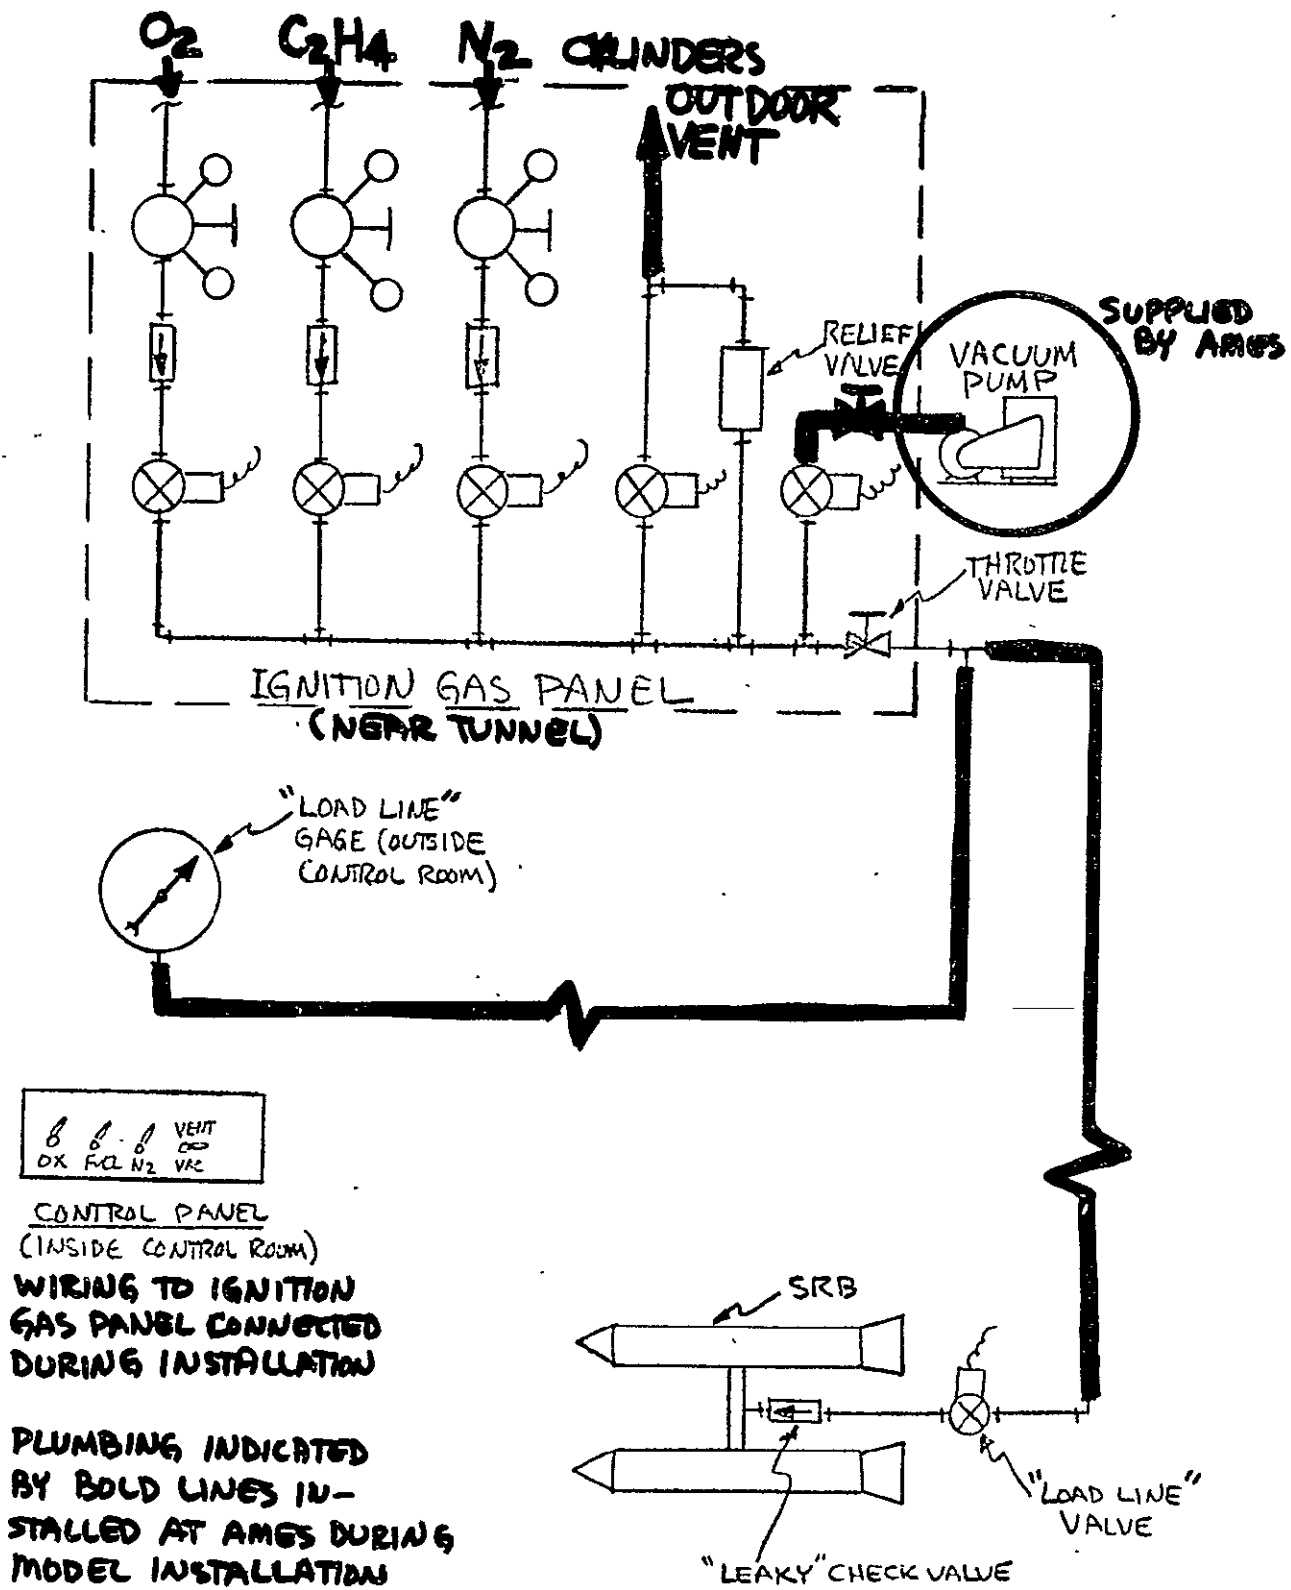 O2 C2H4 N2 CYLINDERS
OUTDOOR
VENT
SUPPLIED
BY AMES
RELIEF
VALVE
VACUUM
PUMP
THROTTLE
VALVE
IGNITION GAS PANEL
(NEAR TUNNEL)
"LOAD LINE"
GAGE (OUTSIDE
CONTROL ROOM)
VENT
OX FUEL N2 VAC
CONTROL PANEL
(INSIDE CONTROL ROOM)
WIRING TO IGNITION
GAS PANEL CONNECTED
DURING INSTALLATION
SRB
PLUMBING INDICATED
BY BOLD LINES IN-
STALLED AT AMES DURING
MODEL INSTALLATION
"LOAD LINE"
VALVE
"LEAKY" CHECK VALVE